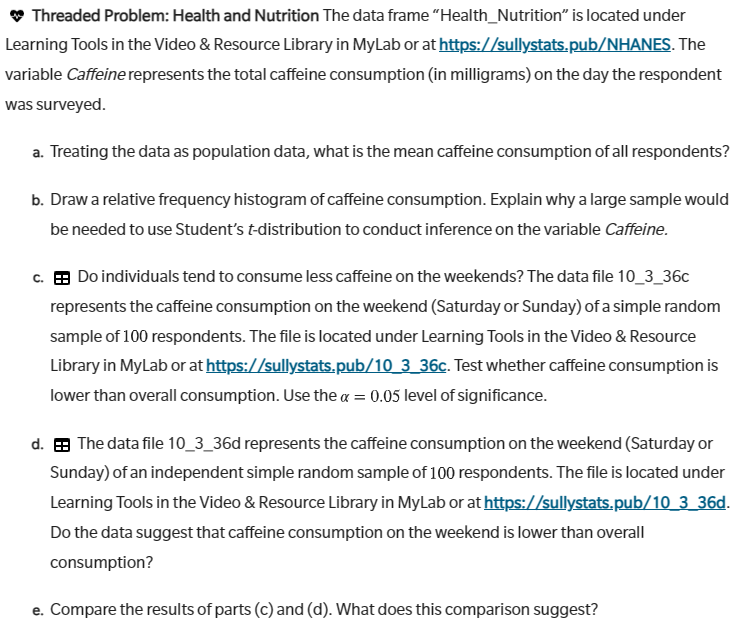 Threaded Problem: Health and Nutrition The data frame “Health_Nutrition” is located under
Learning Tools in the Video & Resource Library in MyLab or at https://sullystats.pub/NHANES. The
variable Caffeine represents the total caffeine consumption (in milligrams) on the day the respondent
was surveyed.
a. Treating the data as population data, what is the mean caffeine consumption of all respondents?
b. Draw a relative frequency histogram of caffeine consumption. Explain why a large sample would
be needed to use Student’s t-distribution to conduct inference on the variable Caffeine.
c. Do individuals tend to consume less caffeine on the weekends? The data file 10_3_36c
represents the caffeine consumption on the weekend (Saturday or Sunday) of a simple random
sample of 100 respondents. The file is located under Learning Tools in the Video & Resource
Library in MyLab or at https://sullystats.pub/10_3_36c. Test whether caffeine consumption is
lower than overall consumption. Use the α = 0.05 level of significance.
d. The data file 10_3_36d represents the caffeine consumption on the weekend (Saturday or
Sunday) of an independent simple random sample of 100 respondents. The file is located under
Learning Tools in the Video & Resource Library in MyLab or at https://sullystats.pub/10_3_36d.
Do the data suggest that caffeine consumption on the weekend is lower than overall
consumption?
e. Compare the results of parts (c) and (d). What does this comparison suggest?